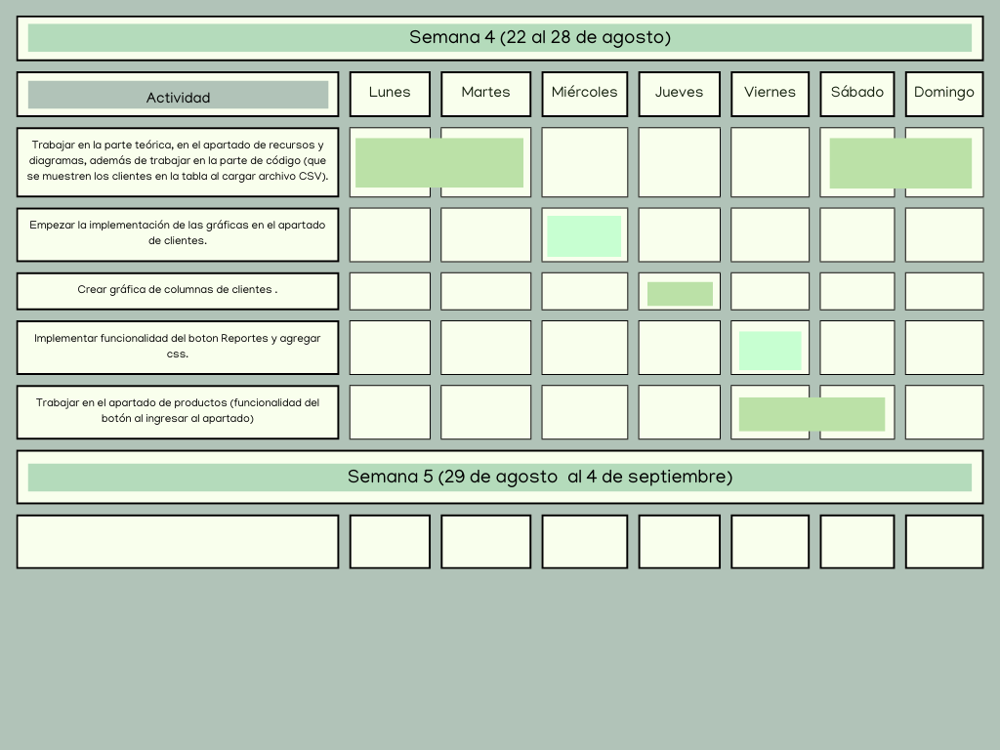 Semana 4 (22 al 28 de agosto)
Actividad
Lunes
Martes
Miércoles
Jueves
Viernes
Sábado
Domingo
Trabajar en la parte teórica, en el apartado de recursos y
diagramas, además de trabajar en la parte de código (que
se muestren los clientes en la tabla al cargar archivo CSV).
Empezar la implementación de las gráficas en el apartado
de clientes.
Crear gráfica de columnas de clientes .
Implementar funcionalidad del boton Reportes y agregar
css.
Trabajar en el apartado de productos (funcionalidad del
botón al ingresar al apartado)
Semana 5 (29 de agosto  al 4 de septiembre)